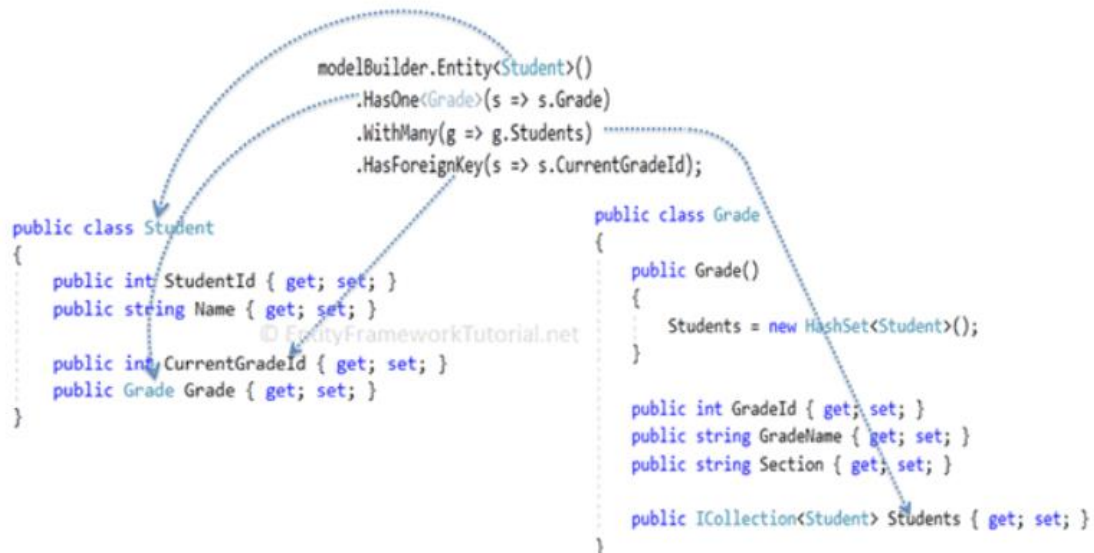 modelBuilder.Entity<Student>()
.HasOne<Grade>(s => s.Grade)
.WithMany(g => g.Students)
.HasForeignKey(s => s.CurrentGradeId);
public class Student
{
public int StudentId { get; set; }
public string Name { get; set; }
© EntityFrameworkTutorial.net
public int CurrentGradeId { get; set; }
public Grade Grade { get; set; }
}
public class Grade
{
public Grade()
{
Students = new HashSet<Student>();
}
public int GradeId { get; set; }
public string GradeName { get; set; }
public string Section { get; set; }
public ICollection<Student> Students { get; set; }
}